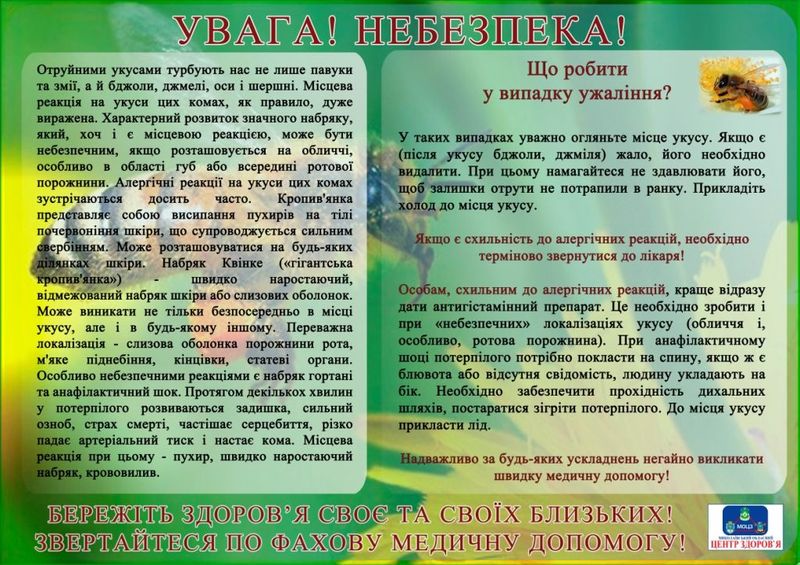 УВАГА! НЕБЕЗПЕКА!
Отруйними укусами турбують нас не лише павуки
та змії, а й бджоли, джмелі, оси і шершні. Місцева
реакція на укуси цих комах, як правило, дуже
виражена. Характерний розвиток значного набряку,
який, хоч і є місцевою реакцією, може бути
небезпечним, якщо розташовується на обличчі,
особливо в області губ або всередині ротової
порожнини. Алергічні реакції на укуси цих комах
зустрічаються досить часто. Кропив'янка
представляє собою висипання пухирів на тілі
почервоніння шкіри, що супроводжується сильним
свербінням. Може розташовуватися на будь-яких
ділянках шкіри. Набряк Квінке («гігантська
кропив'янка») - швидко наростаючий,
відмежований набряк шкіри або слизових оболонок.
Може виникати не тільки безпосередньо в місці
укусу, але і в будь-якому іншому. Переважна
локалізація - слизова оболонка порожнини рота,
м'яке піднебіння, кінцівки, статеві органи.
Особливо небезпечними реакціями є набряк гортані
та анафілактичний шок. Протягом декількох хвилин
у потерпілого розвиваються задишка, сильний
озноб, страх смерті, частішає серцебиття, різко
падає артеріальний тиск і настає кома. Місцева
реакція при цьому - пухир, швидко наростаючий
набряк, крововилив.
Що робити
у випадку ужаління?
У таких випадках уважно огляньте місце укусу. Якщо є
(після укусу бджоли, джміля) жало, його необхідно
видалити. При цьому намагайтеся не здавлювати його,
щоб залишки отрути не потрапили в ранку. Прикладіть
холод до місця укусу.
Якщо є схильність до алергічних реакцій, необхідно
терміново звернутися до лікаря!
Особам, схильним до алергічних реакцій, краще відразу
дати антигістамінний препарат. Це необхідно зробити і
при «небезпечних» локалізаціях укусу (обличчя і,
особливо, ротова порожнина). При анафілактичному
шоці потерпілого потрібно покласти на спину, якщо ж є
блювота або відсутня свідомість, людину укладають на
бік. Необхідно забезпечити прохідність дихальних
шляхів, постаратися зігріти потерпілого. До місця укусу
прикласти лід.
Надважливо за будь-яких ускладнень негайно викликати
швидку медичну допомогу!
БЕРЕЖІТЬ ЗДОРОВ’Я СВОЄ ТА СВОЇХ БЛИЗЬКИХ!
ЗВЕРТАЙТЕСЯ ПО ФАХОВУ МЕДИЧНУ ДОПОМОГУ!
МОЦЗ
МИКОЛАЇВСЬКИЙ ОБЛАСНИЙ
ЦЕНТР ЗДОРОВ'Я